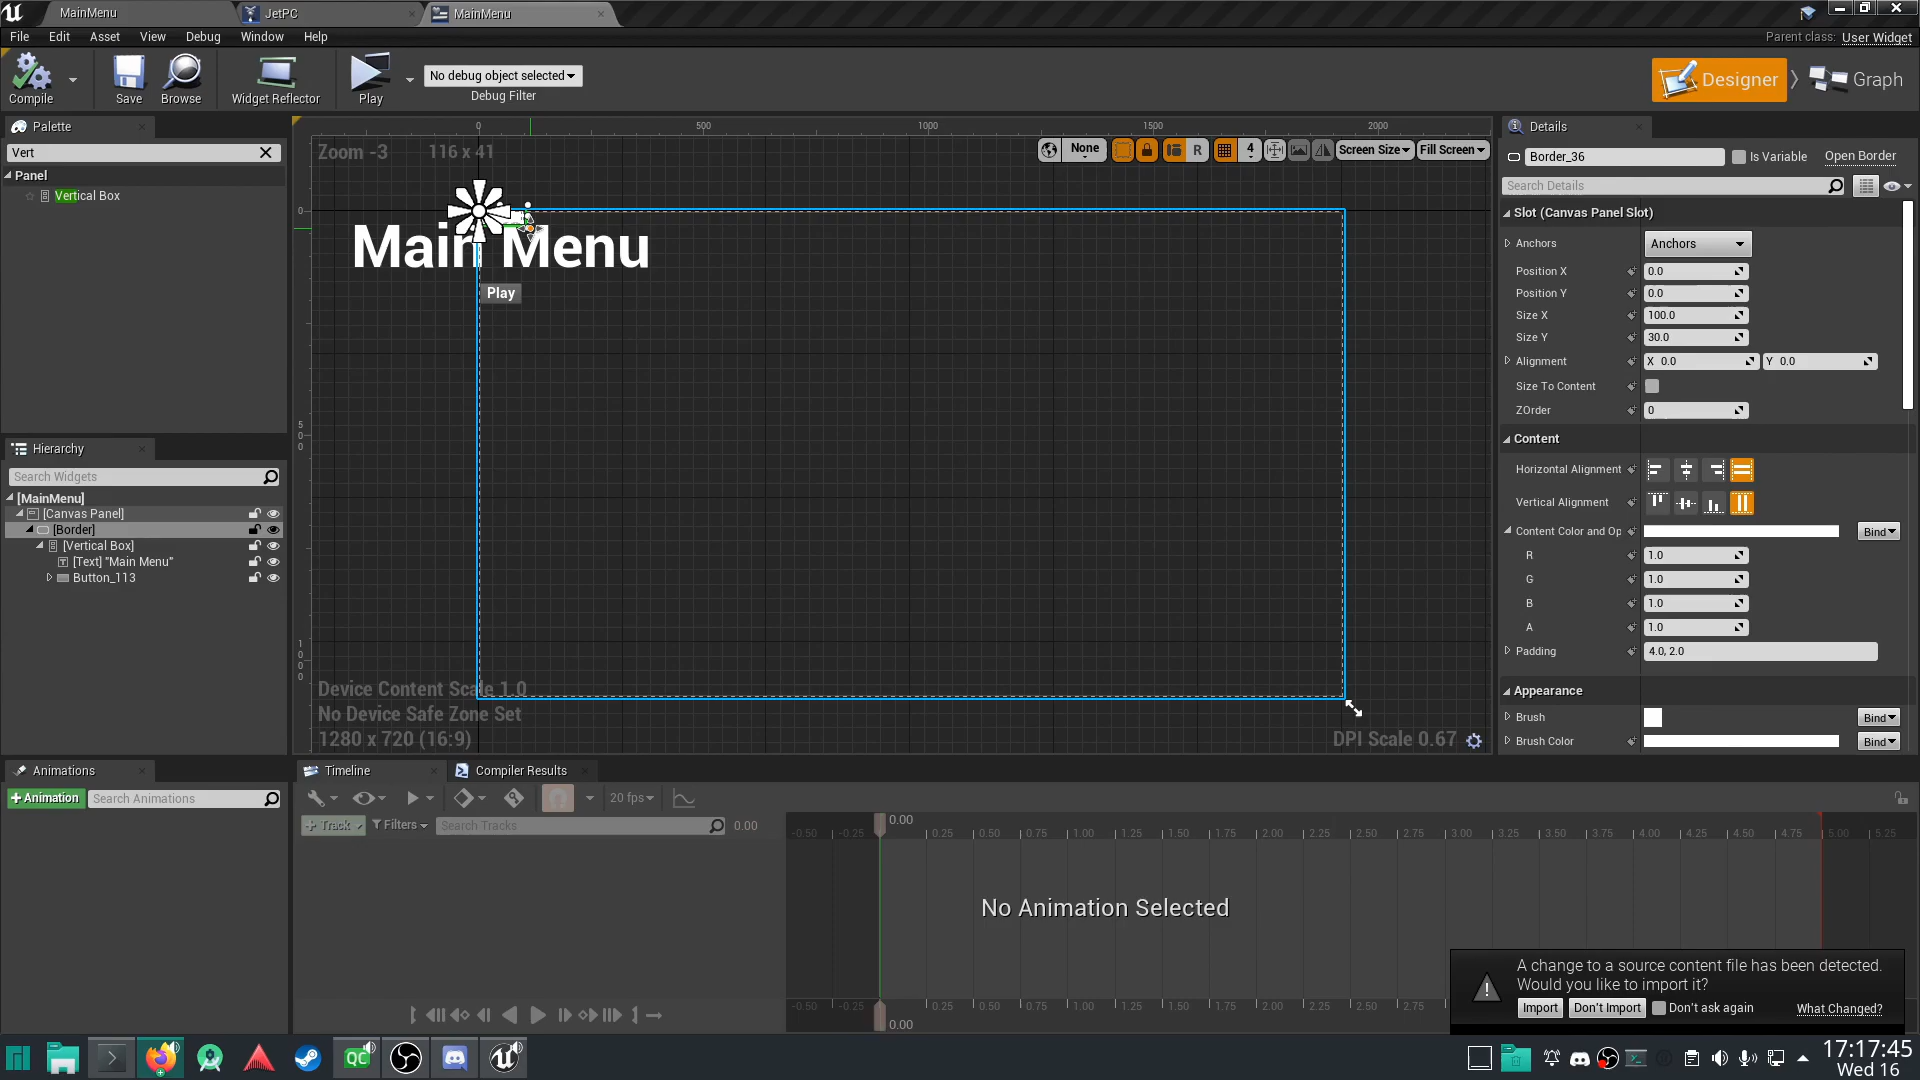 MainMenu
JetPC
MainMenu
File Edit Asset View Debug Window Help
Parent class: User Widget
Compile
Save
Browse
Widget Reflector
Play
No debug object selected
Debug Filter
Designer
Graph
Palette
Vert
Panel
Vertical Box
Hierarchy
Search Widgets
[MainMenu]
[Canvas Panel]
[Border]
[Vertical Box]
[Text] "Main Menu"
Button_113
0 500 1000 1500 2000
Zoom -3
116 x 41
None
R
4
Screen Size
Fill Screen
0
5
0
0
1
0
0
0
Main Menu
Play
Device Content Scale 1.0
No Device Safe Zone Set
1280 x 720 (16:9)
DPI Scale 0.67
Details
Border_36
Is Variable
Open Border
Search Details
Slot (Canvas Panel Slot)
Anchors
Anchors
Position X 0.0
Position Y 0.0
Size X 100.0
Size Y 30.0
Alignment X 0.0 Y 0.0
Size To Content
ZOrder 0
Content
Horizontal Alignment
Vertical Alignment
Content Color and Op
Bind
R 1.0
G 1.0
B 1.0
A 1.0
Padding 4.0, 2.0
Appearance
Brush
Bind
Brush Color
Bind
Animations
+Animation
Search Animations
Timeline
Compiler Results
20 fps
+ Track
Filters
Search Tracks
0.00
0.00
-0.50 -0.25 0.25 0.50 0.75 1.00 1.25 1.50 1.75 2.00 2.25 2.50 2.75 3.00 3.25 3.50 3.75 4.00 4.25 4.50 4.75 5.00 5.25
No Animation Selected
-0.50 -0.25 0.25 0.50 0.75 1.00 1.25 1.50 1.75 2.00 2.25 2.50 2.75
0.00
A change to a source content file has been detected.
Would you like to import it?
Import
Don't Import
Don't ask again
What Changed?
QC
17:17:45
Wed 16